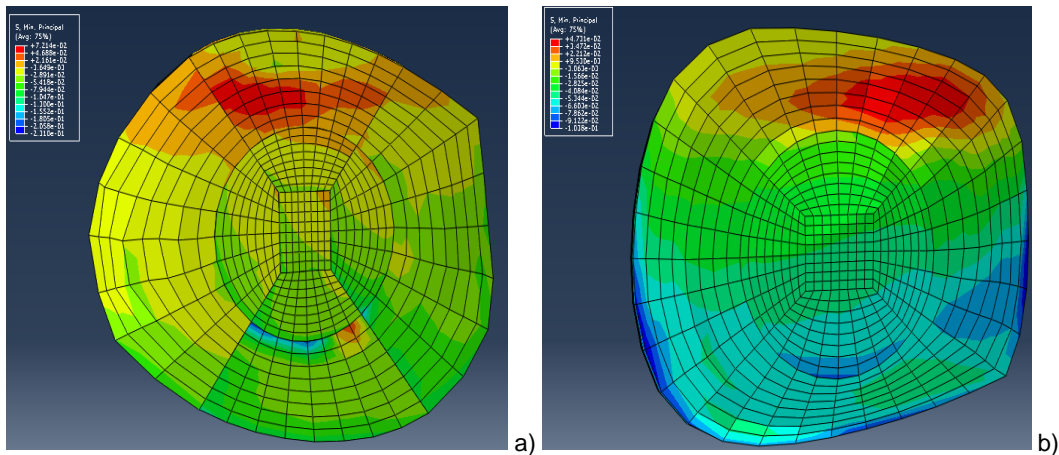 S, Min. Principal
(Avg: 75%)
+7.214e-02
+4.688e-02
+2.161e-02
-3.649e-03
-2.891e-02
-5.418e-02
-7.944e-02
-1.047e-01
-1.300e-01
-1.552e-01
-1.805e-01
-2.058e-01
-2.310e-01
a)
S, Min. Principal
(Avg: 75%)
+4.731e-02
+3.472e-02
+2.212e-02
+9.530e-03
-3.063e-03
-1.566e-02
-2.825e-02
-4.084e-02
-5.344e-02
-6.603e-02
-7.862e-02
-9.122e-02
-1.038e-01
b)